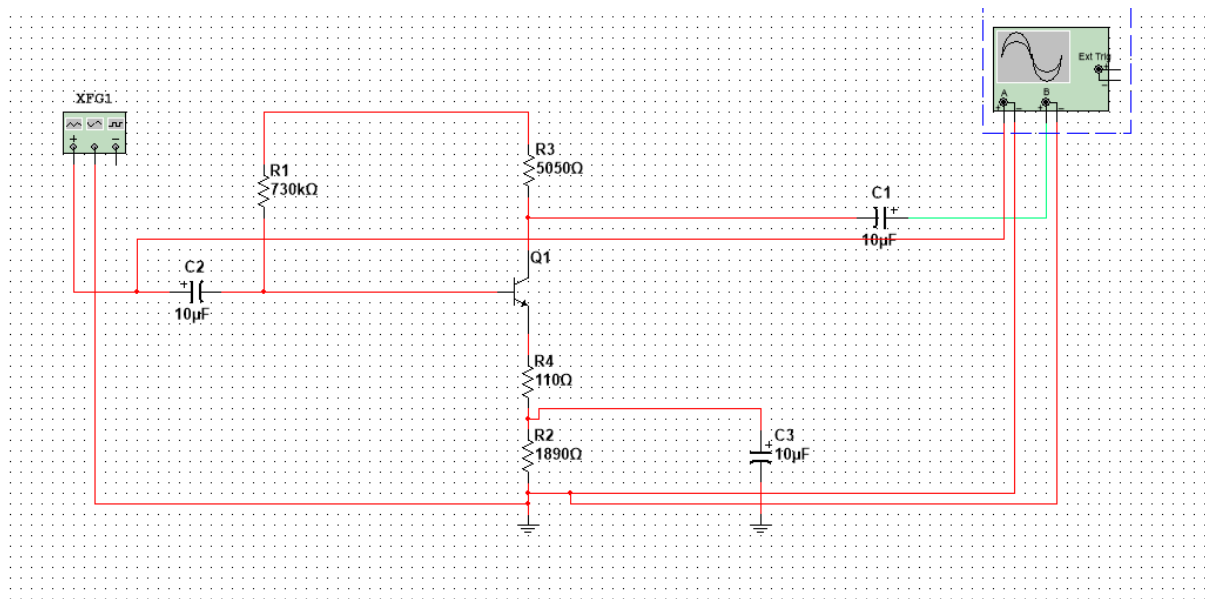 XFG1
+
−
R1
730kΩ
R3
5050Ω
C1
+
10µF
Ext Trig
+
−
A
B
+
−
+
−
Q1
C2
+
10µF
R4
110Ω
R2
1890Ω
C3
+
10µF